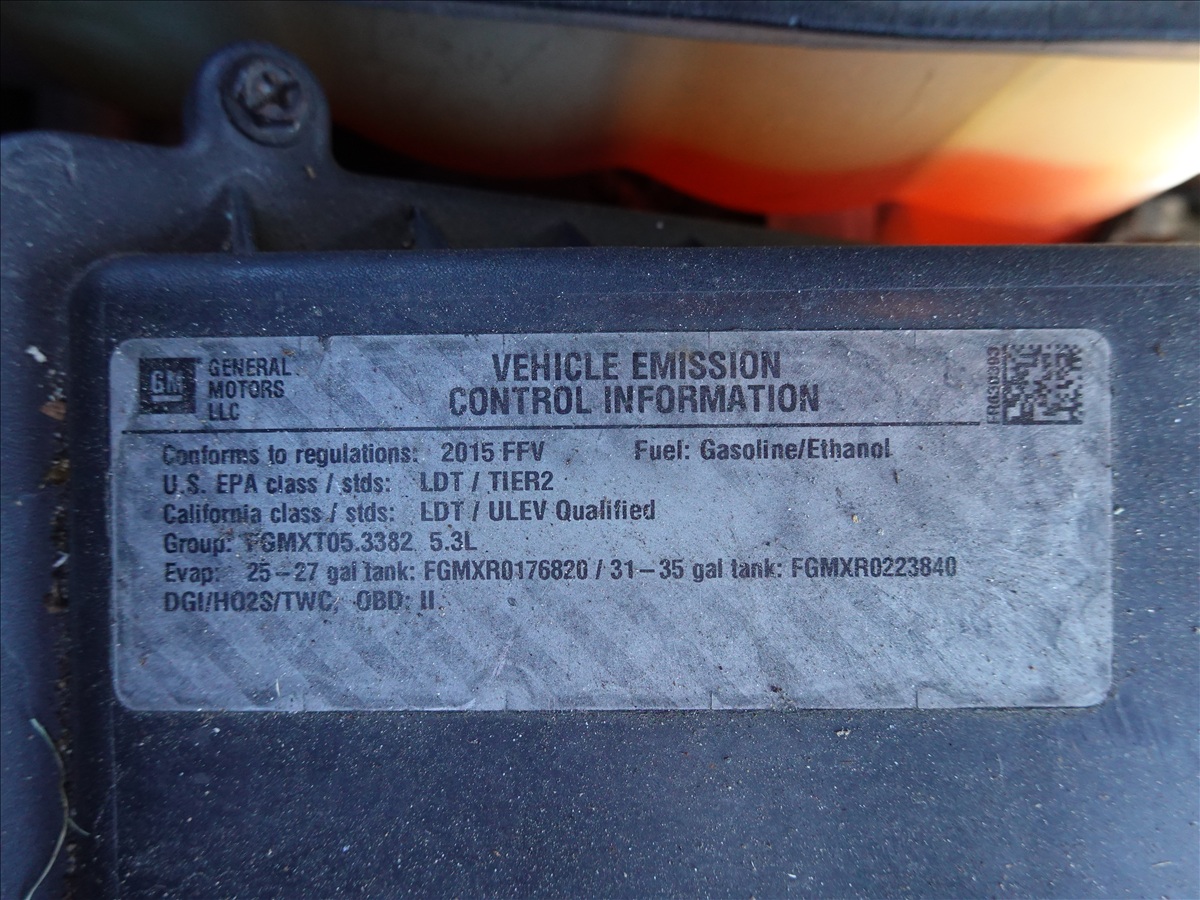 GM GENERAL
MOTORS
LLC
VEHICLE EMISSION
CONTROL INFORMATION
Conforms to regulations: 2015 FFV Fuel: Gasoline/Ethanol
U.S. EPA class / stds: LDT / TIER2
California class / stds: LDT / ULEV Qualified
Group: FGMXT05.3382 5.3L
Evap: 25-27 gal tank: FGMXR0176820 / 31-35 gal tank: FGMXR0223840
DGI/HO2S/TWC, OBD: II